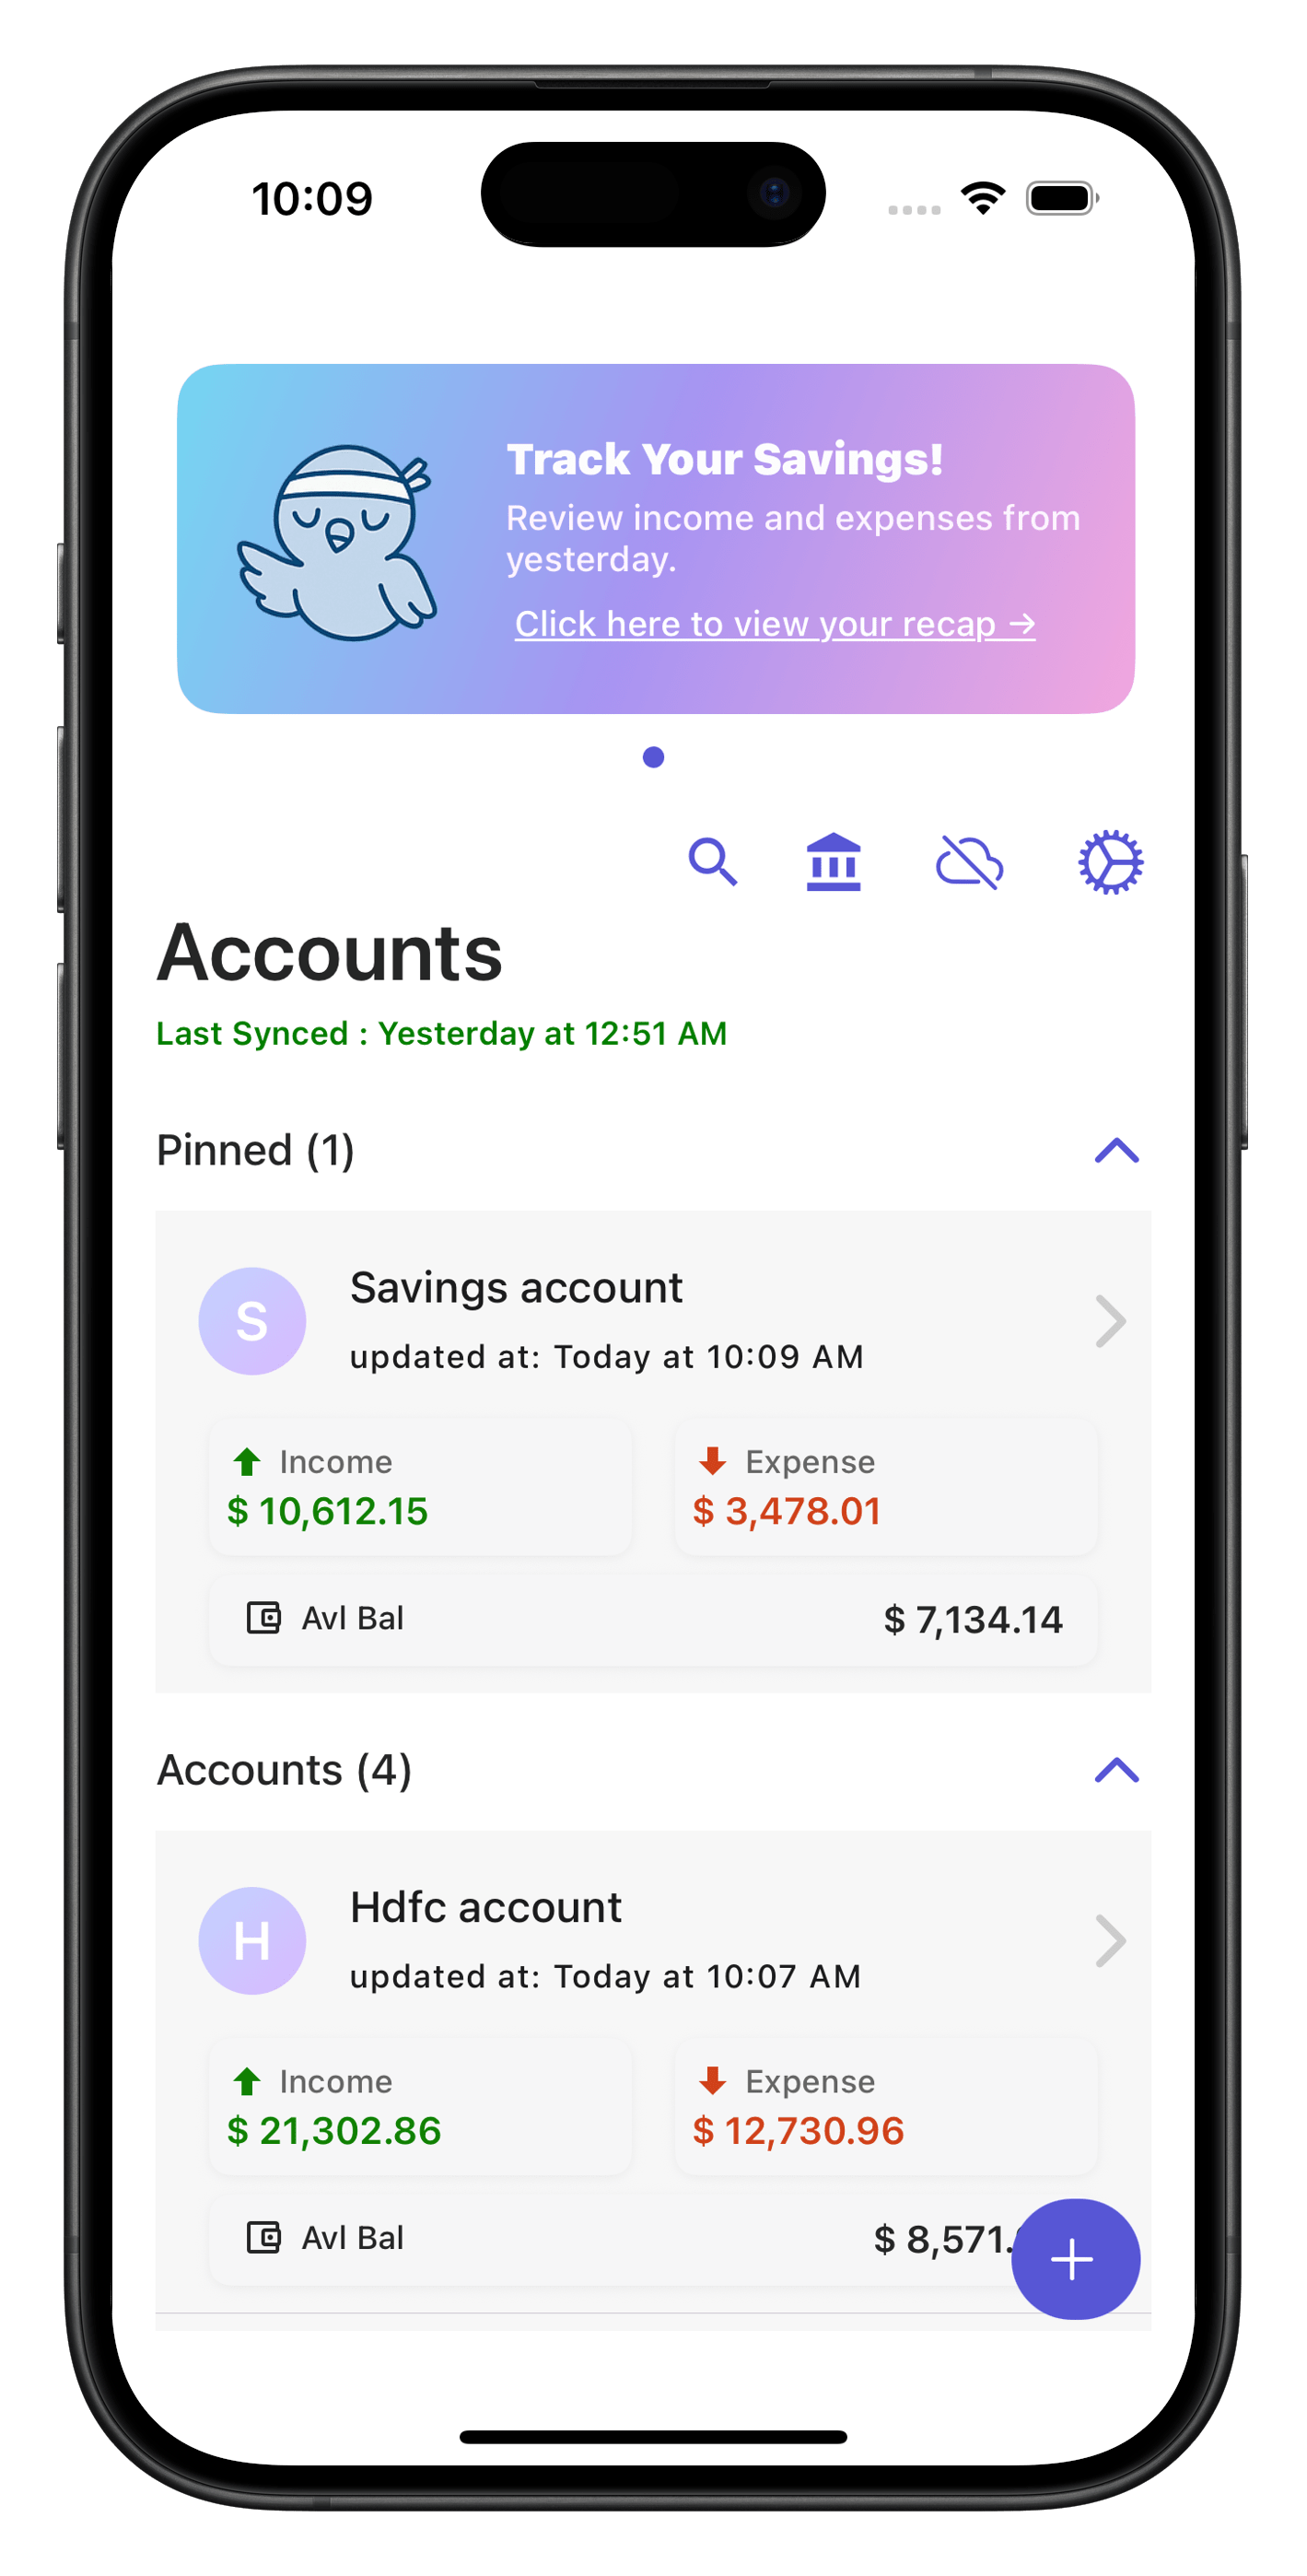 10:09
Track Your Savings!
Review income and expenses from
yesterday.
Click here to view your recap →
Accounts
Last Synced : Yesterday at 12:51 AM
Pinned (1)
S
Savings account
updated at: Today at 10:09 AM
Income
Expense
$ 10,612.15
$ 3,478.01
Avl Bal
$ 7,134.14
Accounts (4)
H
Hdfc account
updated at: Today at 10:07 AM
Income
Expense
$ 21,302.86
$ 12,730.96
Avl Bal
$ 8,571.